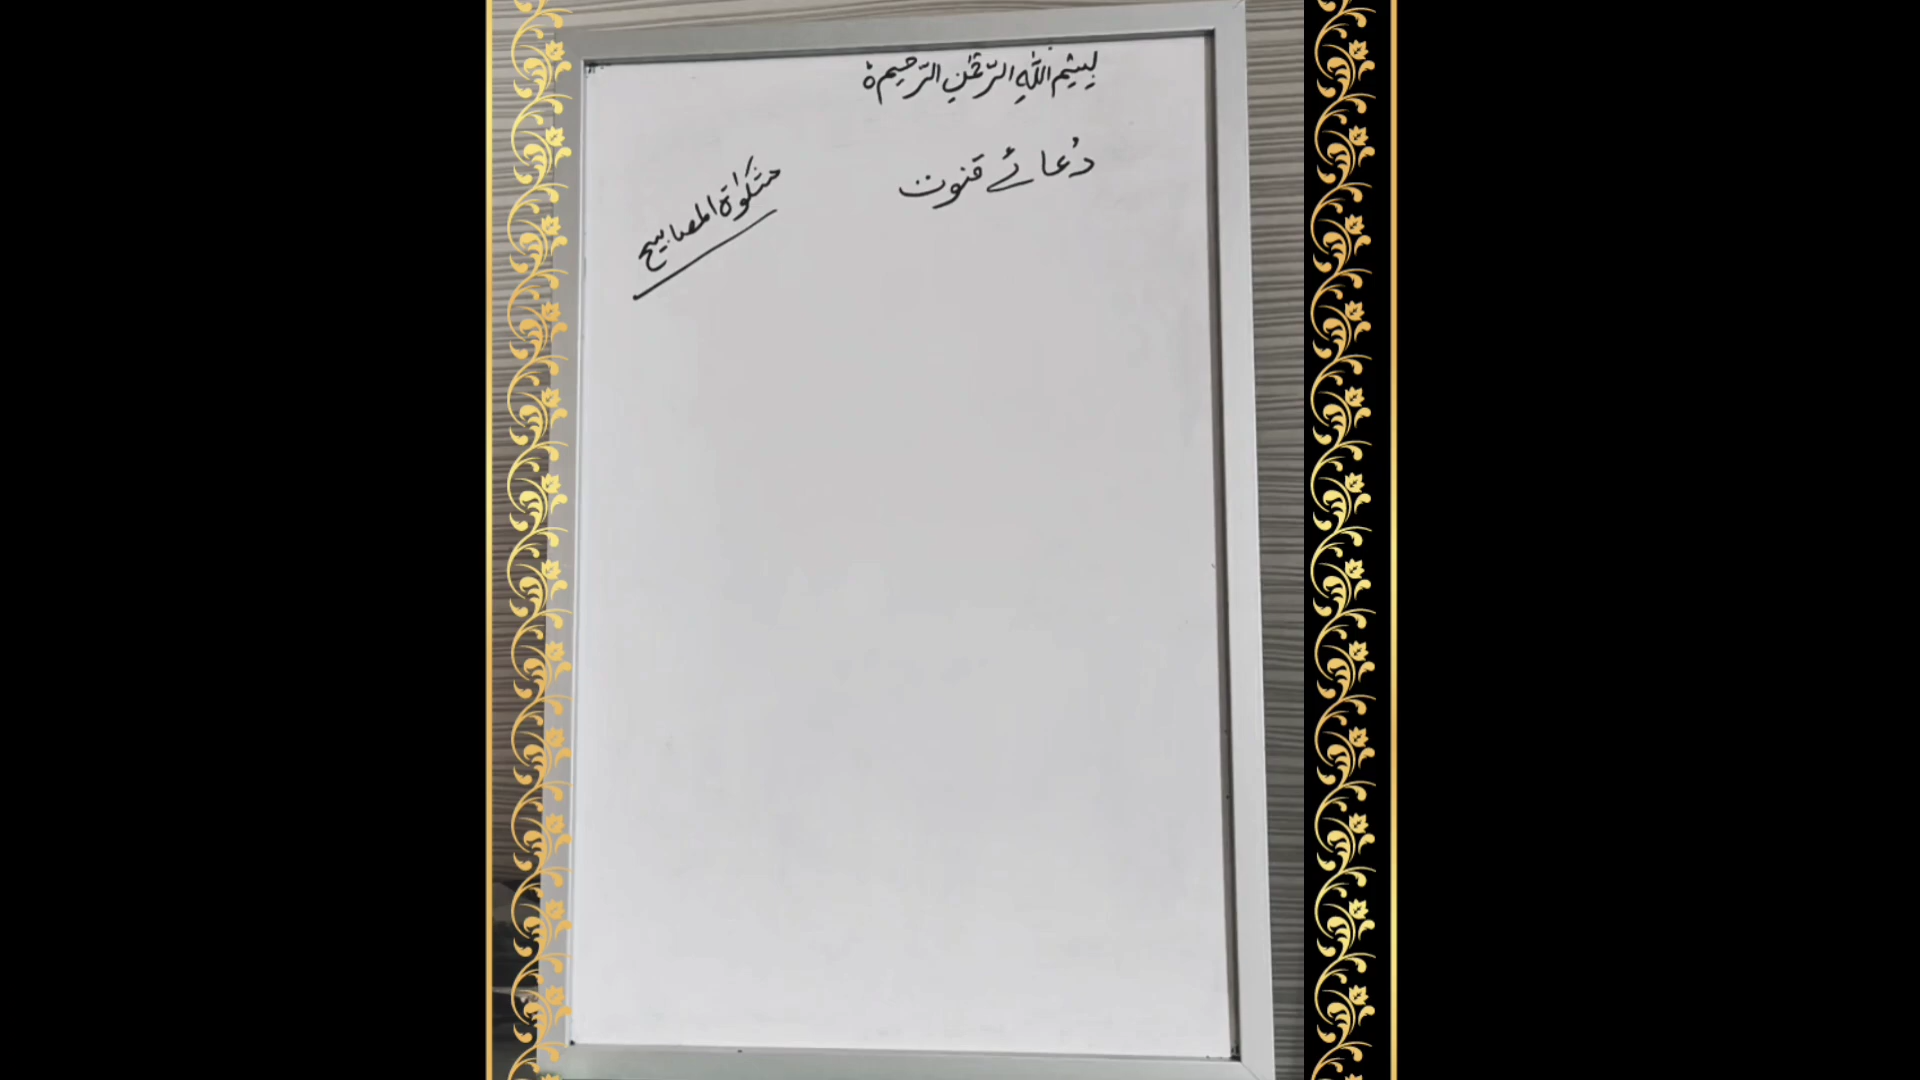 بِسْمِ اللّٰهِ الرَّحْمٰنِ الرَّحِيْمِ ہ
دُعائے قنوت
مشکوٰۃ المصابیح